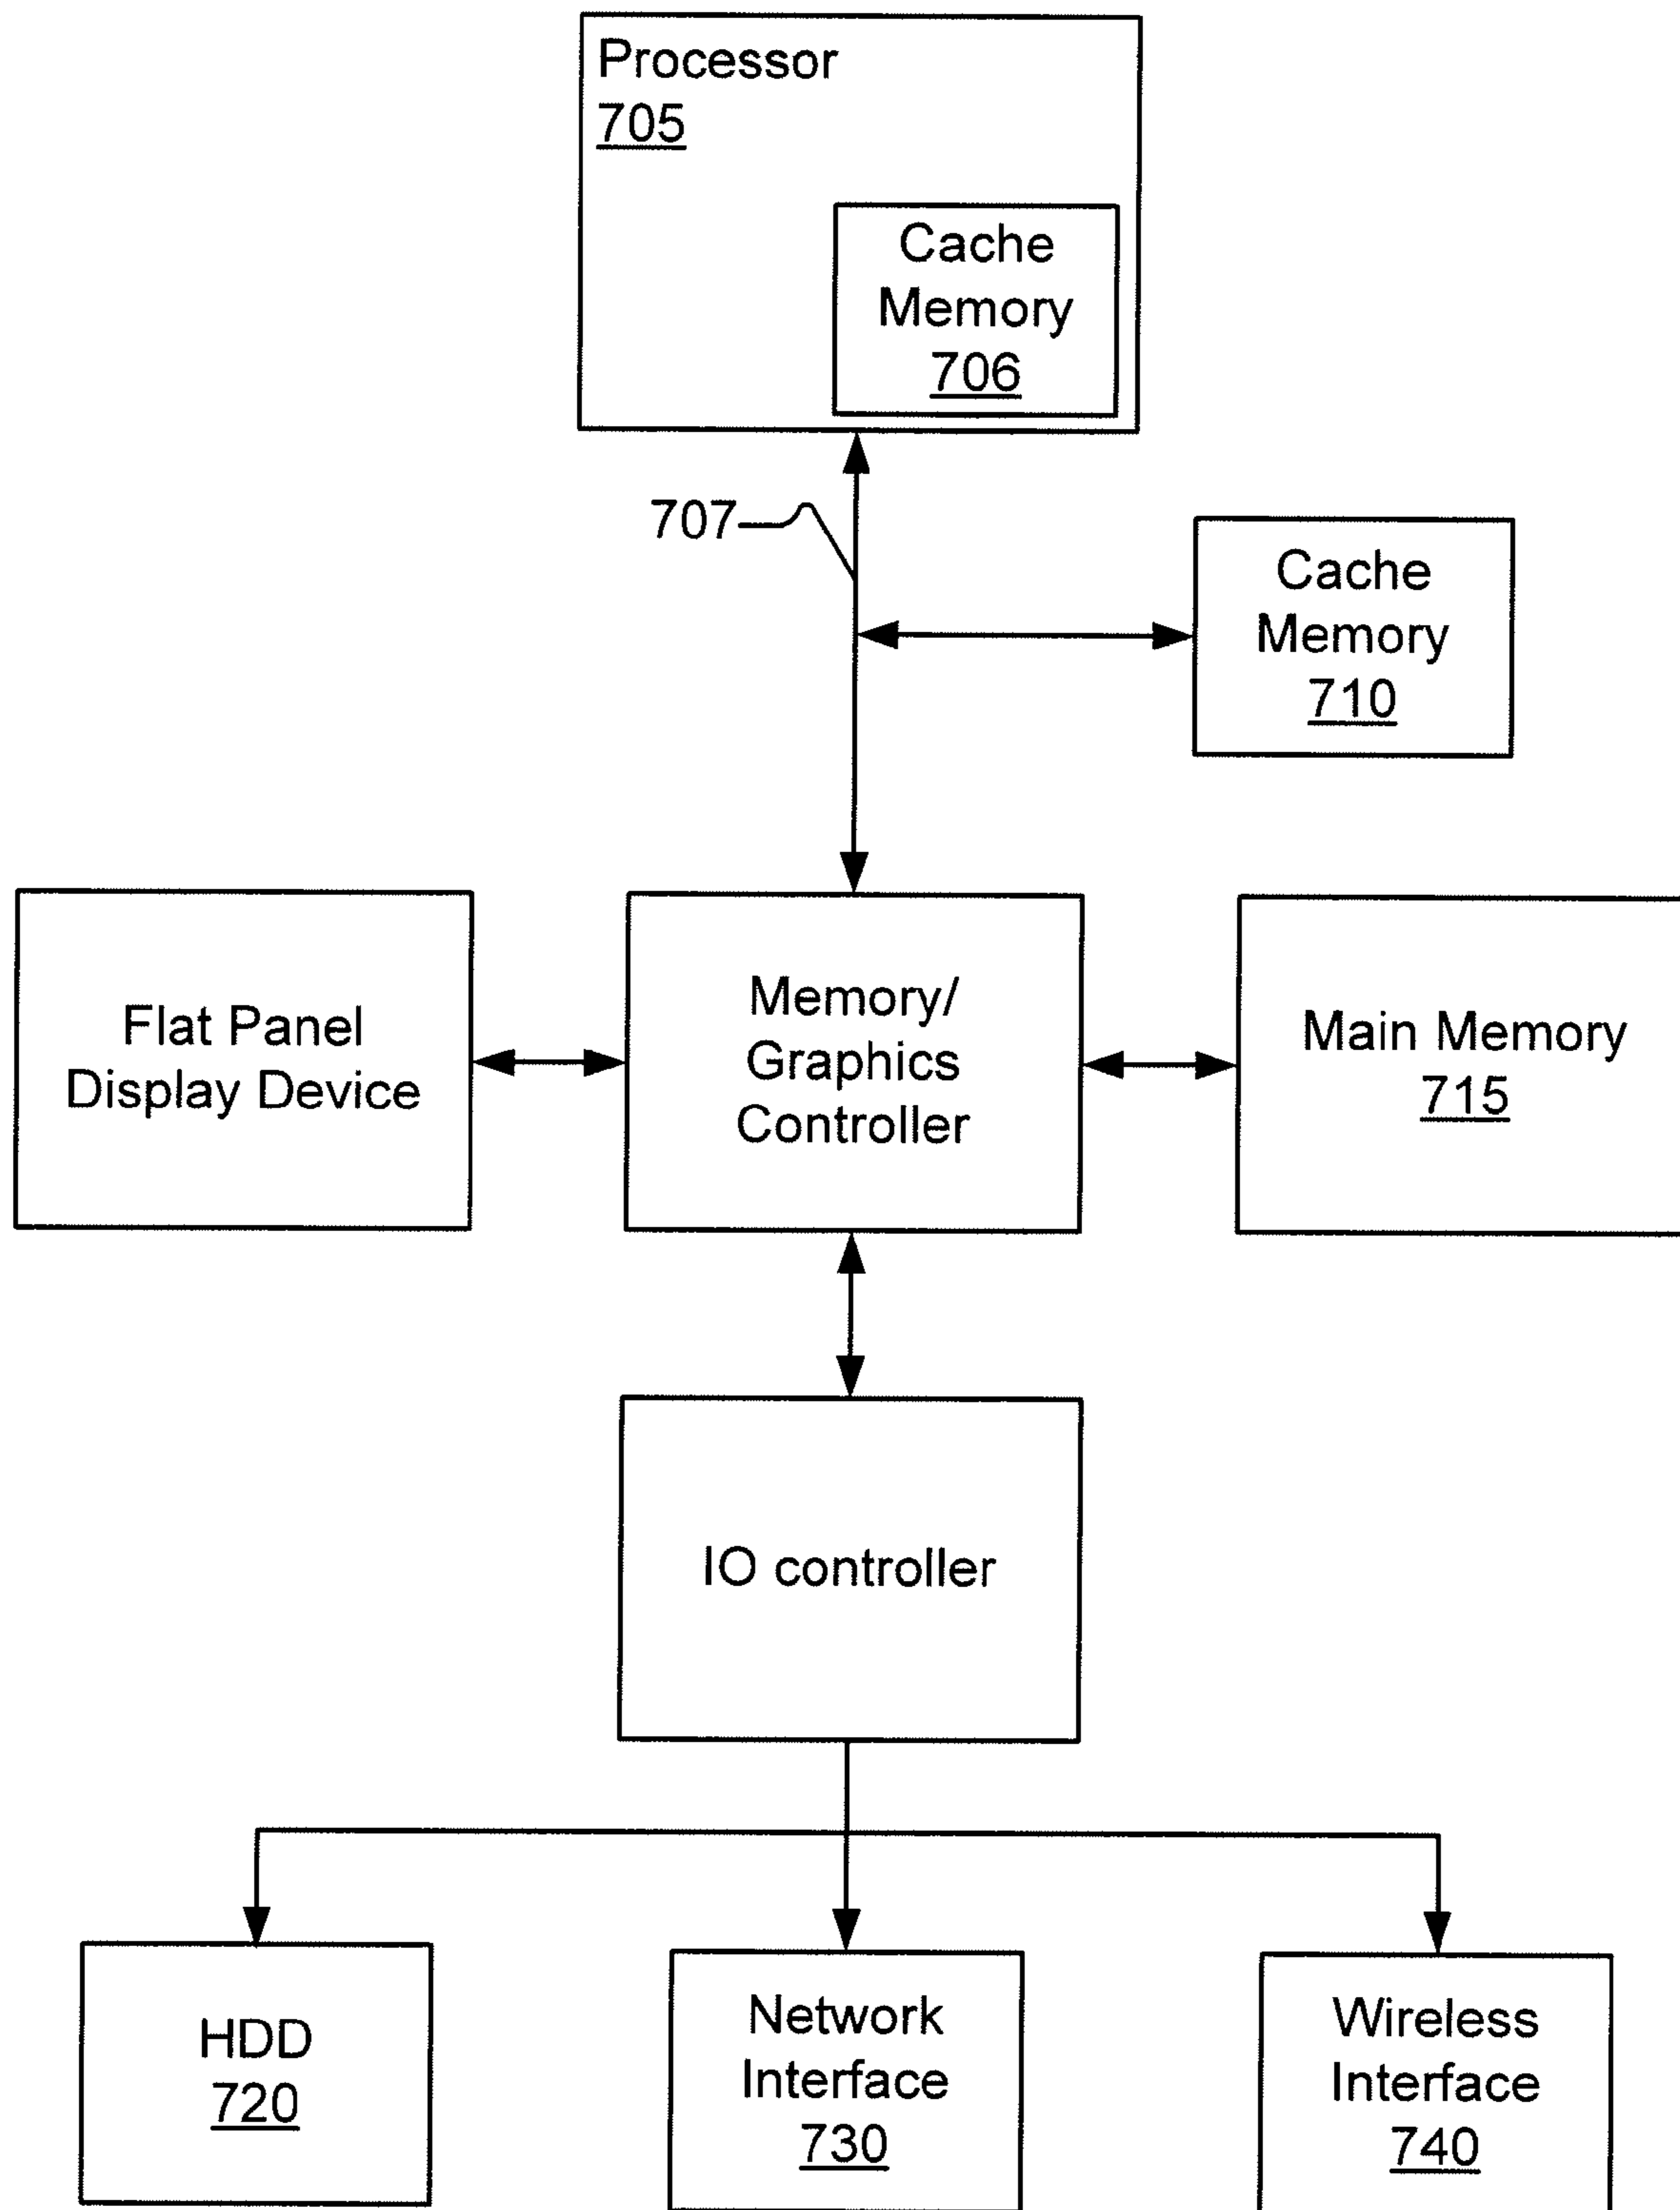 Processor
705
Cache
Memory
706
707
Cache
Memory
710
Flat Panel
Display Device
Memory/
Graphics
Controller
Main Memory
715
IO controller
HDD
720
Network
Interface
730
Wireless
Interface
740